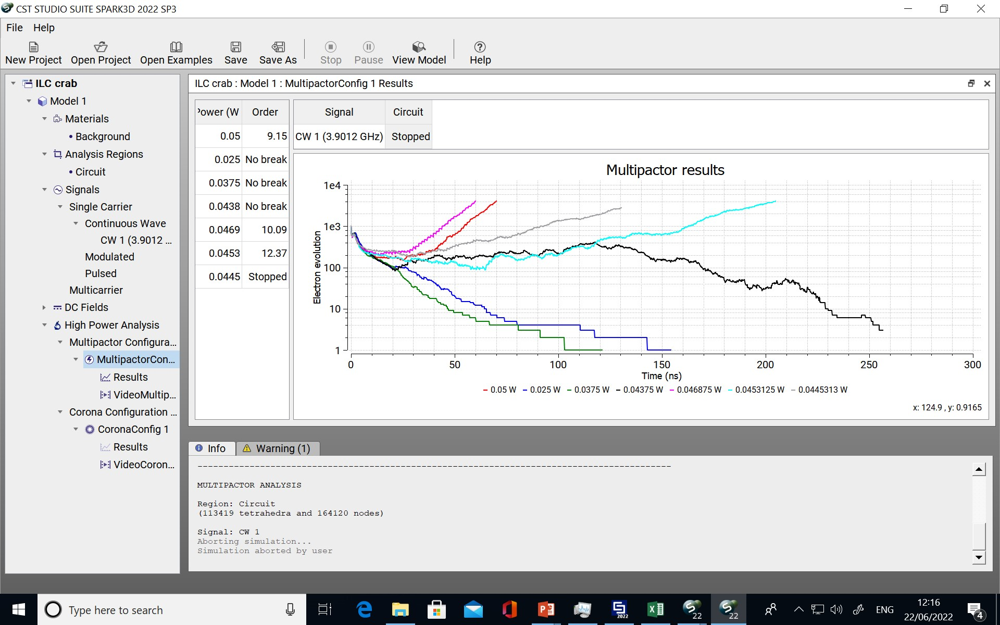 CST STUDIO SUITE SPARK3D 2022 SP3
File Help
New Project Open Project Open Examples Save Save As Stop Pause View Model Help
ILC crab
Model 1
Materials
Background
Analysis Regions
Circuit
Signals
Single Carrier
Continuous Wave
CW 1 (3.9012 ...
Modulated
Pulsed
Multicarrier
DC Fields
High Power Analysis
Multipactor Configura...
MultipactorCon...
Results
VideoMultip...
Corona Configuration ...
CoronaConfig 1
Results
VideoCoron...
ILC crab : Model 1 : MultipactorConfig 1 Results
Power (W Order
0.05 9.15
0.025 No break
0.0375 No break
0.0438 No break
0.0469 10.09
0.0453 12.37
0.0445 Stopped
Signal Circuit
CW 1 (3.9012 GHz) Stopped
Multipactor results
Electron evolution
1e4
1e3
100
10
1
0 50 100 150 200 250 300
Time (ns)
0.05 W 0.025 W 0.0375 W 0.04375 W 0.046875 W 0.0453125 W 0.0445313 W
x: 124.9 , y: 0.9165
Info Warning (1)
-------------------------------------------------------------------------------------------
MULTIPACTOR ANALYSIS
Region: Circuit
(113419 tetrahedra and 164120 nodes)
Signal: CW 1
Aborting simulation...
Simulation aborted by user
Type here to search
2022
22
22
ENG
12:16
22/06/2022
4